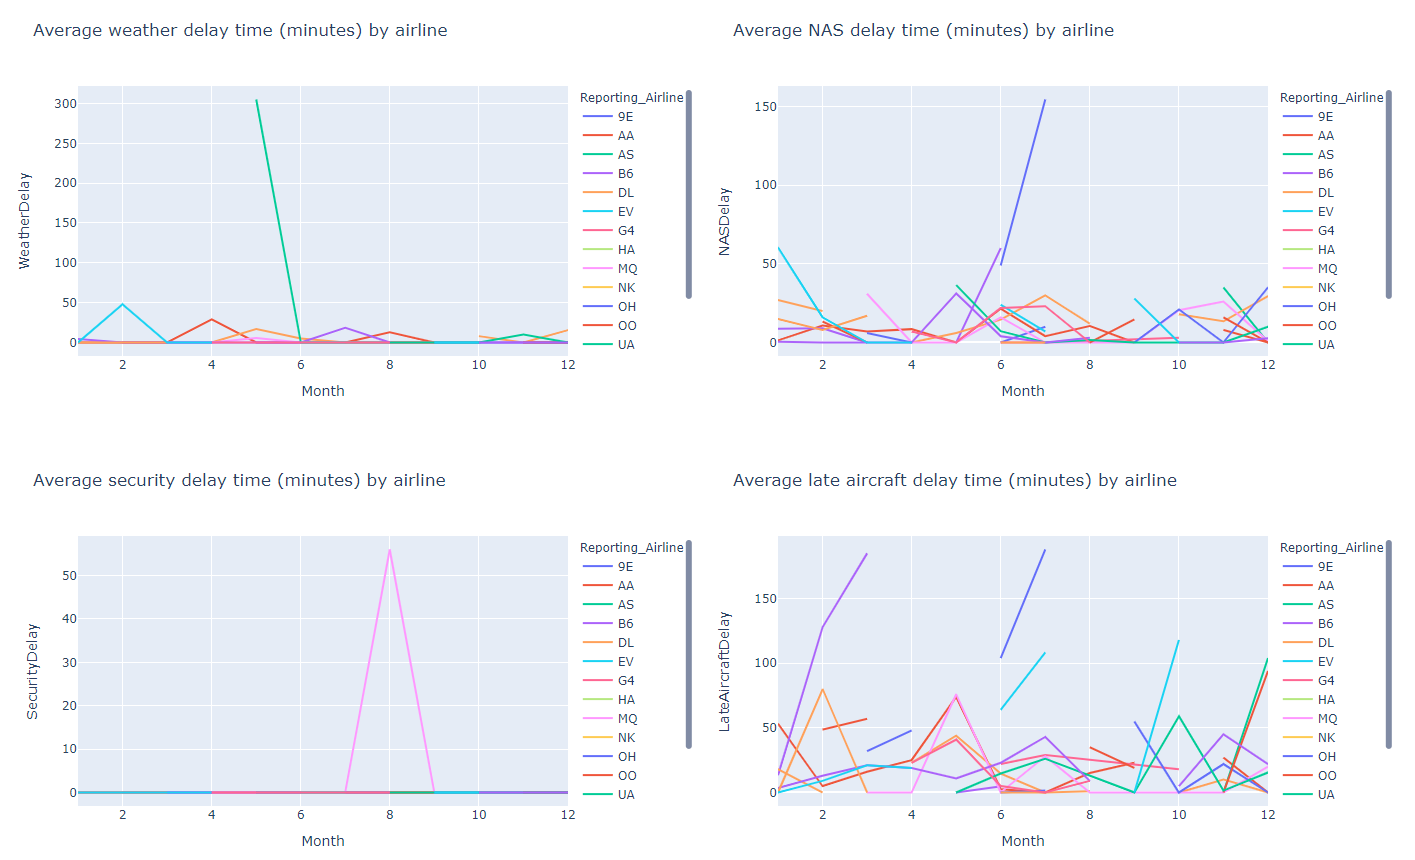 Average weather delay time (minutes) by airline
WeatherDelay
300
250
200
150
100
50
0
2
4
6
8
10
12
Month
Reporting_Airline
9E
AA
AS
B6
DL
EV
G4
HA
MQ
NK
OH
OO
UA
Average NAS delay time (minutes) by airline
NASDelay
150
100
50
0
2
4
6
8
10
12
Month
Reporting_Airline
9E
AA
AS
B6
DL
EV
G4
HA
MQ
NK
OH
OO
UA
Average security delay time (minutes) by airline
SecurityDelay
50
40
30
20
10
0
2
4
6
8
10
12
Month
Reporting_Airline
9E
AA
AS
B6
DL
EV
G4
HA
MQ
NK
OH
OO
UA
Average late aircraft delay time (minutes) by airline
LateAircraftDelay
150
100
50
0
2
4
6
8
10
12
Month
Reporting_Airline
9E
AA
AS
B6
DL
EV
G4
HA
MQ
NK
OH
OO
UA